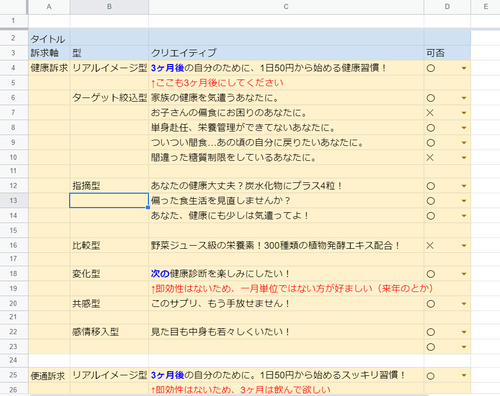 A B C D E
1
2 タイトル
3 訴求軸 型 クリエイティブ 可否
4 健康訴求 リアルイメージ型 3ヶ月後の自分のために、1日50円から始める健康習慣！ 〇
5 ↑ここも3ヶ月後にしてください
6 ターゲット絞込型 家族の健康を気遣うあなたに。 〇
7 お子さんの偏食にお困りのあなたに。 ×
8 単身赴任、栄養管理ができてないあなたに。 〇
9 ついつい間食…あの頃の自分に戻りたいあなたに。 〇
10 間違った糖質制限をしているあなたに。 ×
11
12 指摘型 あなたの健康大丈夫？炭水化物にプラス4粒！ 〇
13 偏った食生活を見直しませんか？ 〇
14 あなた、健康にも少しは気遣ってよ！ 〇
15
16 比較型 野菜ジュース級の栄養素！300種類の植物発酵エキス配合！ ×
17
18 変化型 次の健康診断を楽しみにしたい！ 〇
19 ↑即効性はないため、一月単位ではない方が好ましい（来年のとか）
20 共感型 このサプリ、もう手放せません！ 〇
21
22 感情移入型 見た目も中身も若々しくいたい！ 〇
23 〇
24
25 便通訴求 リアルイメージ型 3ヶ月後の自分のために。1日50円から始めるスッキリ習慣！ 〇
26 ↑即効性はないため、3ヶ月は飲んで欲しい